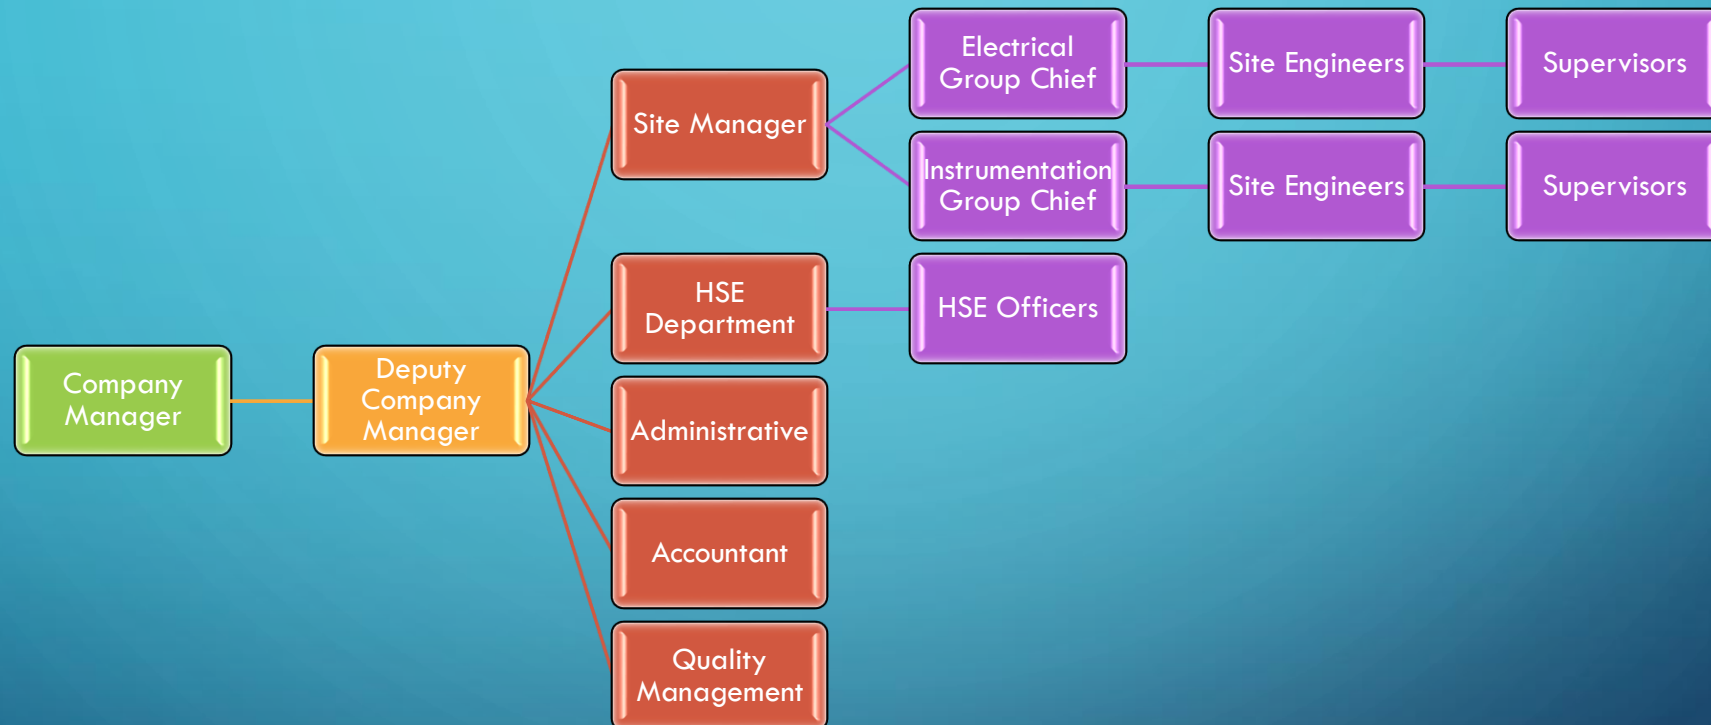 Company
Manager
Deputy
Company
Manager
Site Manager
Electrical
Group Chief
Site Engineers
Supervisors
Instrumentation
Group Chief
Site Engineers
Supervisors
HSE
Department
HSE Officers
Administrative
Accountant
Quality
Management